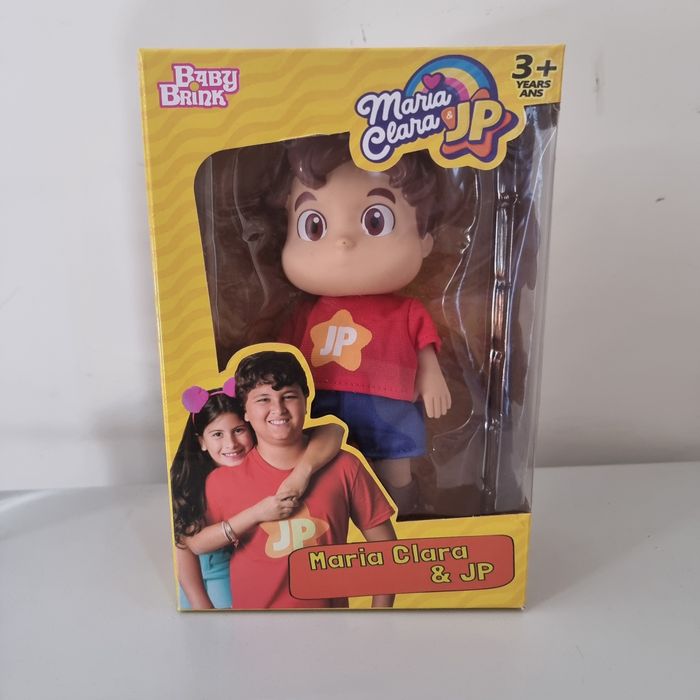 BABY
BRINK
Maria
Clara & JP
3+
YEARS
ANS
JP
JP
Maria Clara
& JP